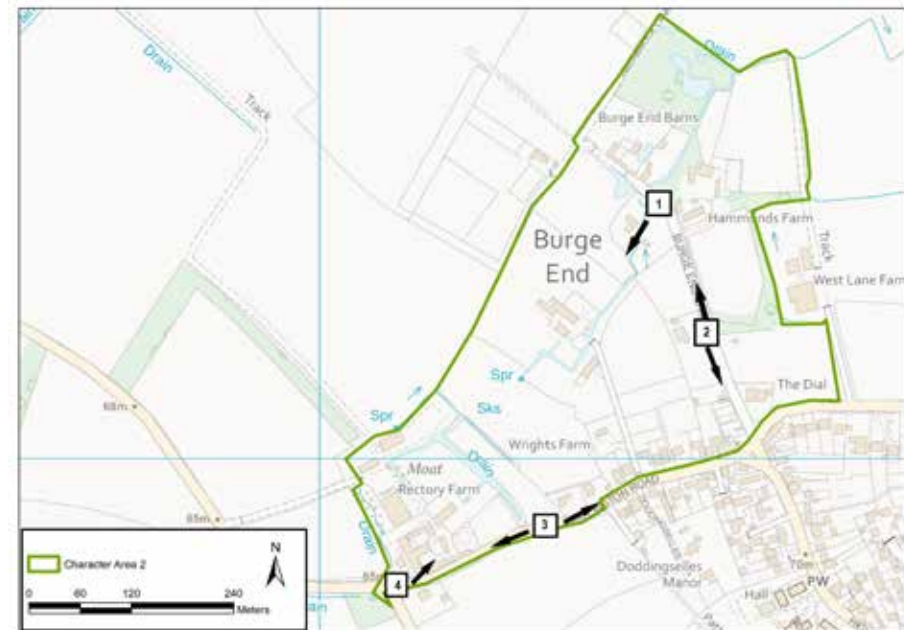 Drain
Drain
Track
Burge End Barns
1
Hammonds Farm
Burge
End
Track
West Lane Farm
2
Spr
The Dial
Spr
Sks
68m
Wrights Farm
Drain
Moat
Rectory Farm
65m
3
Drain
Doddingselles
Manor
70m
PW
Hall
4
Character Area 2
N
0 60 120 240
Meters